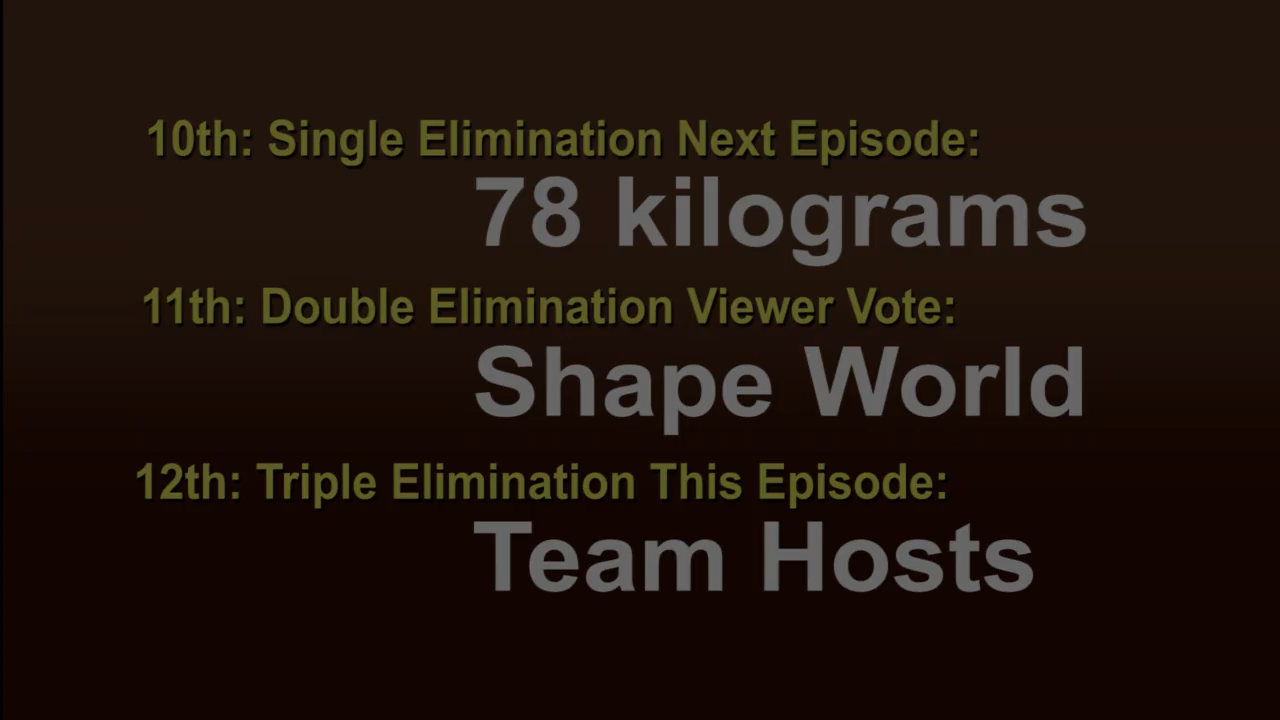 10th: Single Elimination Next Episode:
78 kilograms
11th: Double Elimination Viewer Vote:
Shape World
12th: Triple Elimination This Episode:
Team Hosts